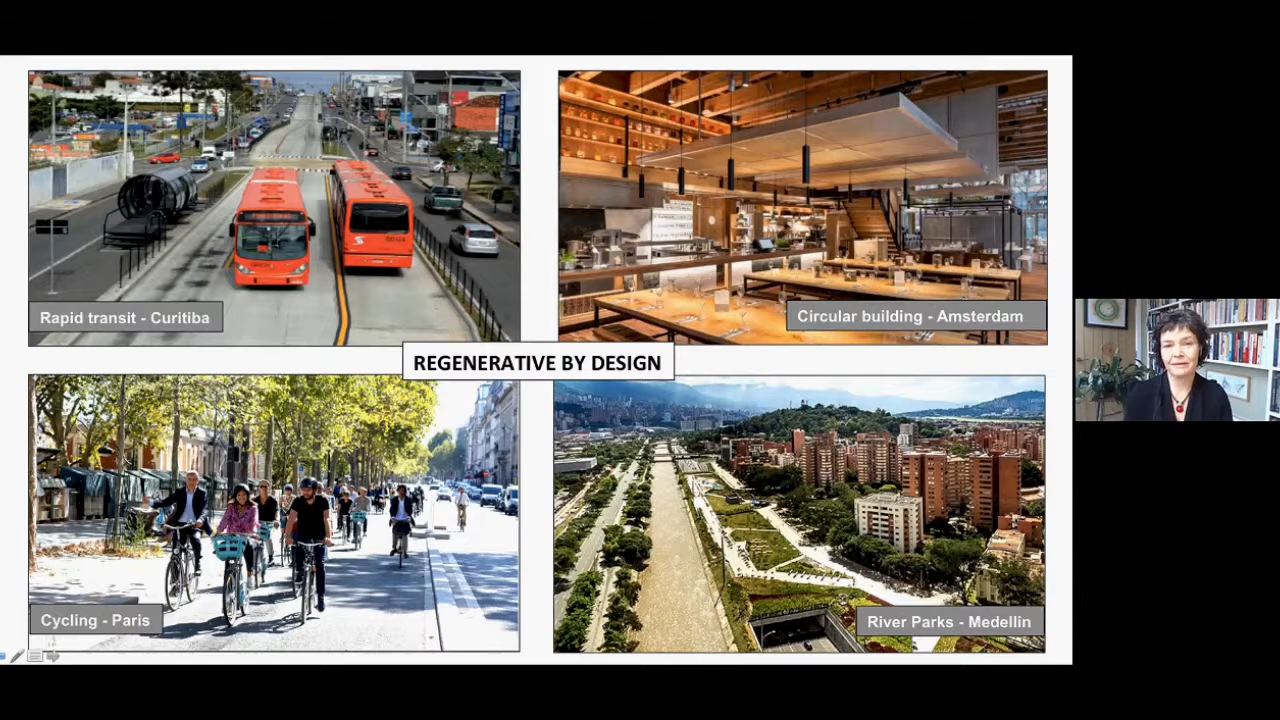 Rapid transit - Curitiba
Circular building - Amsterdam
REGENERATIVE BY DESIGN
Cycling - Paris
River Parks - Medellin